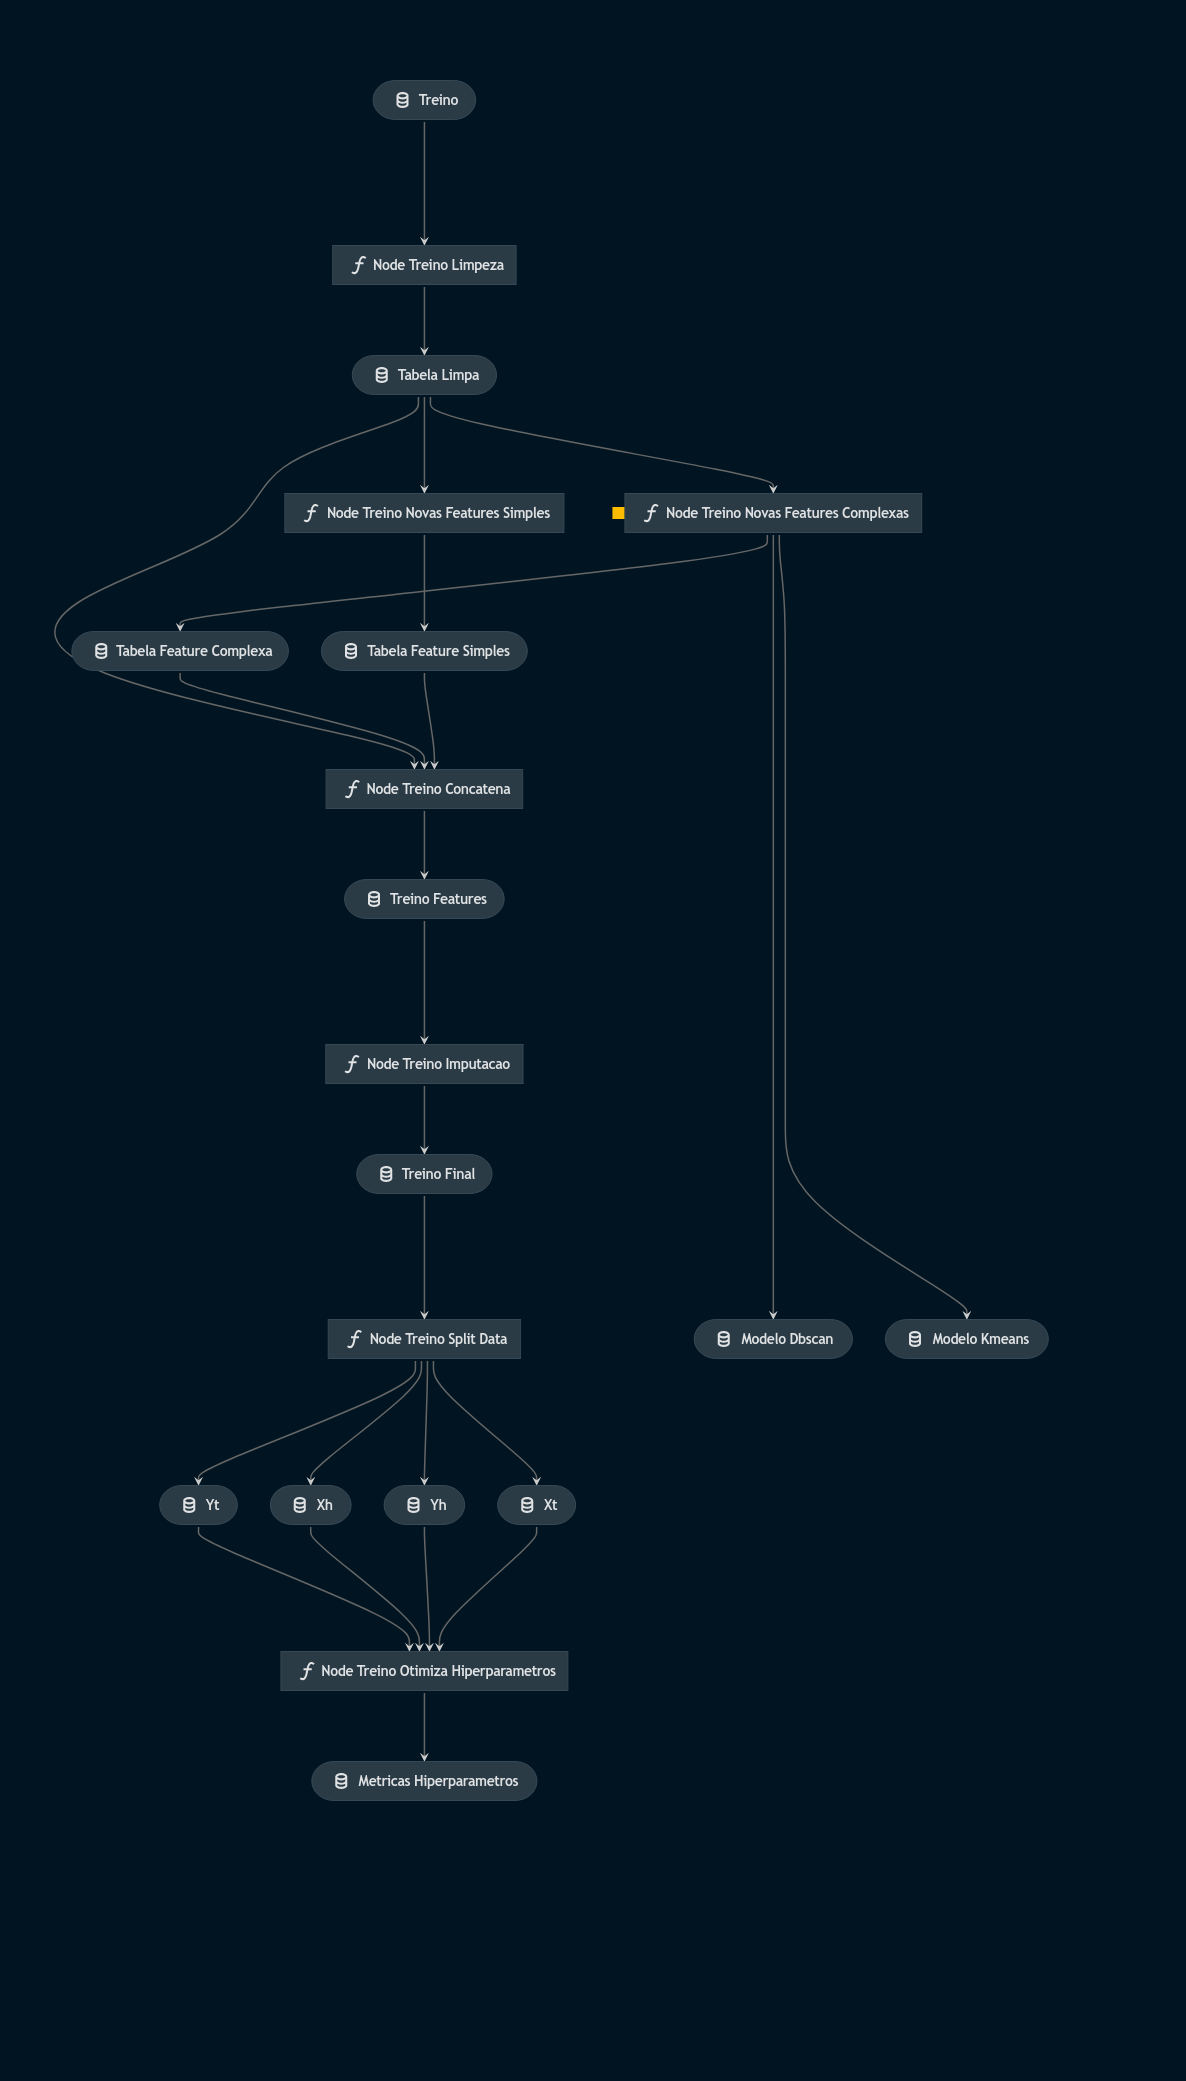 Treino
Node Treino Limpeza
Tabela Limpa
Node Treino Novas Features Simples
Node Treino Novas Features Complexas
Tabela Feature Complexa
Tabela Feature Simples
Node Treino Concatena
Treino Features
Node Treino Imputacao
Treino Final
Node Treino Split Data
Modelo Dbscan
Modelo Kmeans
Yt
Xh
Yh
Xt
Node Treino Otimiza Hiperparametros
Metricas Hiperparametros